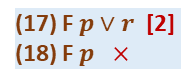 (17) F p ∨ r [2]
(18) F p ×